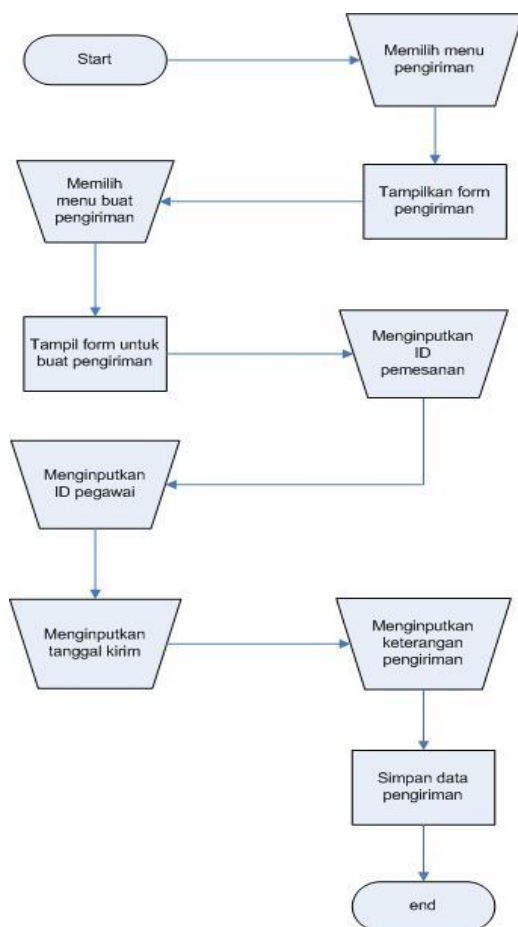 Start
Memilih menu
pengiriman
Tampilkan form
pengiriman
Memilih
menu buat
pengiriman
Tampil form untuk
buat pengiriman
Menginputkan
ID
pemesanan
Menginputkan
ID pegawai
Menginputkan
tanggal kirim
Menginputkan
keterangan
pengiriman
Simpan data
pengiriman
end